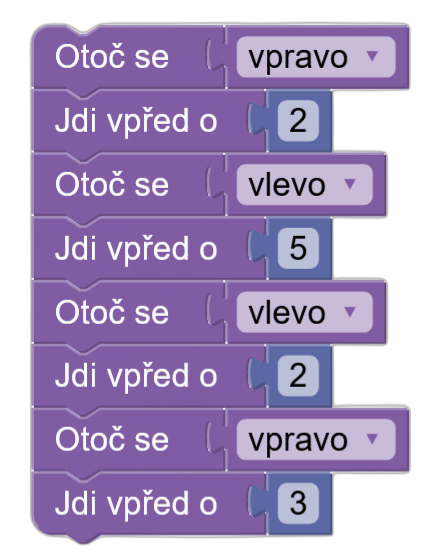 Otoč se vpravo
Jdi vpřed o 2
Otoč se vlevo
Jdi vpřed o 5
Otoč se vlevo
Jdi vpřed o 2
Otoč se vpravo
Jdi vpřed o 3